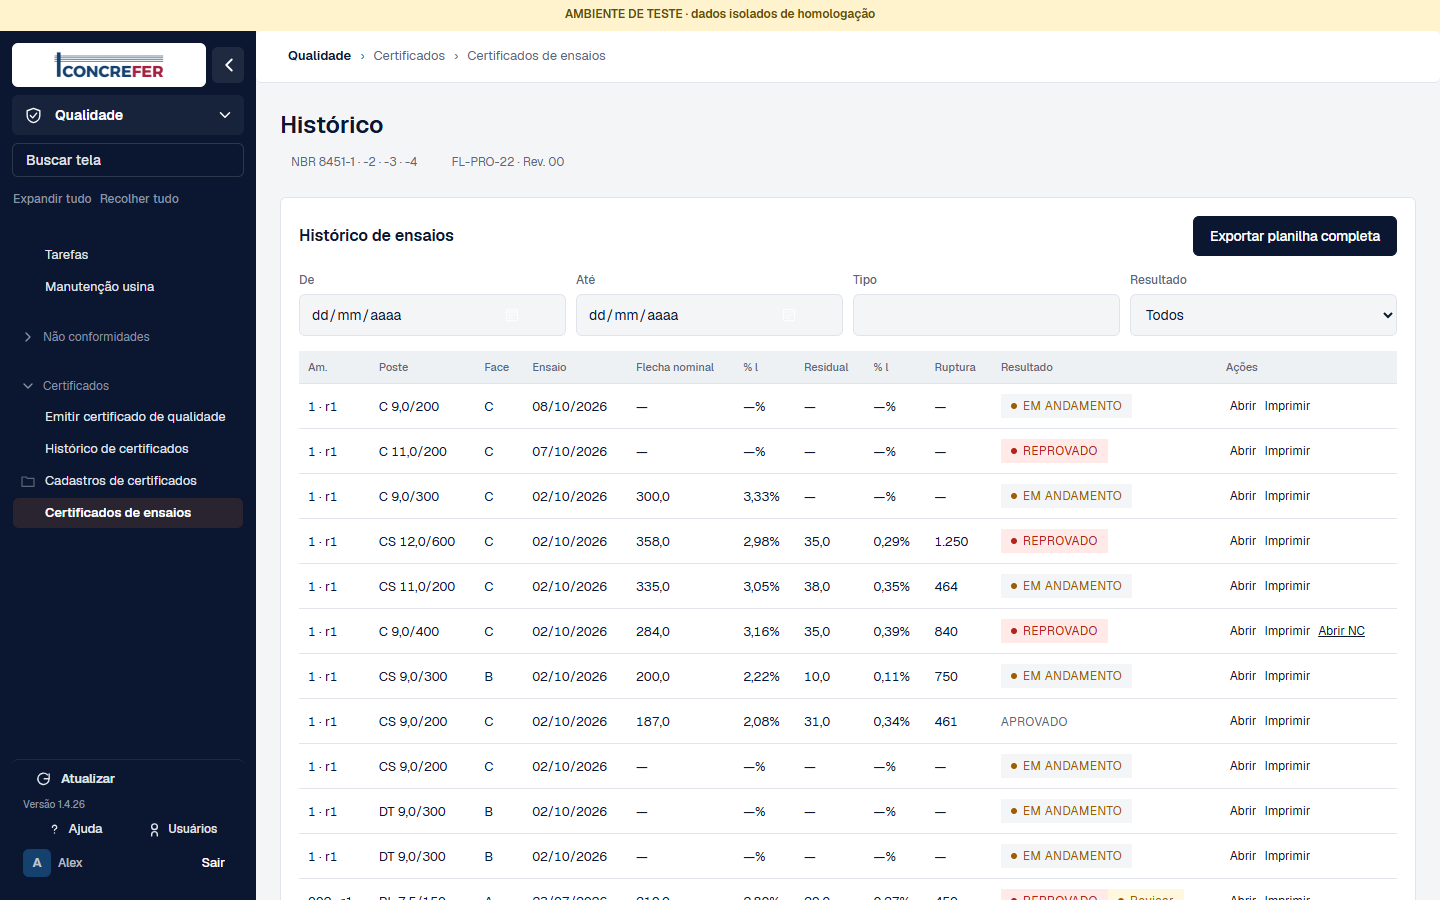 AMBIENTE DE TESTE · dados isolados de homologação
CONCREFER
Qualidade
Buscar tela
Expandir tudo Recolher tudo
Tarefas
Manutenção usina
Não conformidades
Certificados
Emitir certificado de qualidade
Histórico de certificados
Cadastros de certificados
Certificados de ensaios
Atualizar
Versão 1.4.26
? Ajuda Usuários
A Alex Sair
Qualidade › Certificados › Certificados de ensaios
Histórico
NBR 8451-1 · -2 · -3 · -4 FL-PRO-22 · Rev. 00
Histórico de ensaios Exportar planilha completa
De Até Tipo Resultado
dd/mm/aaaa dd/mm/aaaa Todos
Am. Poste Face Ensaio Flecha nominal % l Residual % l Ruptura Resultado Ações
1 · r1 C 9,0/200 C 08/10/2026 — —% — —% — EM ANDAMENTO Abrir Imprimir
1 · r1 C 11,0/200 C 07/10/2026 — —% — —% — REPROVADO Abrir Imprimir
1 · r1 C 9,0/300 C 02/10/2026 300,0 3,33% — —% — EM ANDAMENTO Abrir Imprimir
1 · r1 CS 12,0/600 C 02/10/2026 358,0 2,98% 35,0 0,29% 1.250 REPROVADO Abrir Imprimir
1 · r1 CS 11,0/200 C 02/10/2026 335,0 3,05% 38,0 0,35% 464 EM ANDAMENTO Abrir Imprimir
1 · r1 C 9,0/400 C 02/10/2026 284,0 3,16% 35,0 0,39% 840 REPROVADO Abrir Imprimir Abrir NC
1 · r1 CS 9,0/300 B 02/10/2026 200,0 2,22% 10,0 0,11% 750 EM ANDAMENTO Abrir Imprimir
1 · r1 CS 9,0/200 C 02/10/2026 187,0 2,08% 31,0 0,34% 461 APROVADO Abrir Imprimir
1 · r1 CS 9,0/200 C 02/10/2026 — —% — —% — EM ANDAMENTO Abrir Imprimir
1 · r1 DT 9,0/300 B 02/10/2026 — —% — —% — EM ANDAMENTO Abrir Imprimir
1 · r1 DT 9,0/300 B 02/10/2026 — —% — —% — EM ANDAMENTO Abrir Imprimir
REPROVADO Revisar Abrir Imprimir